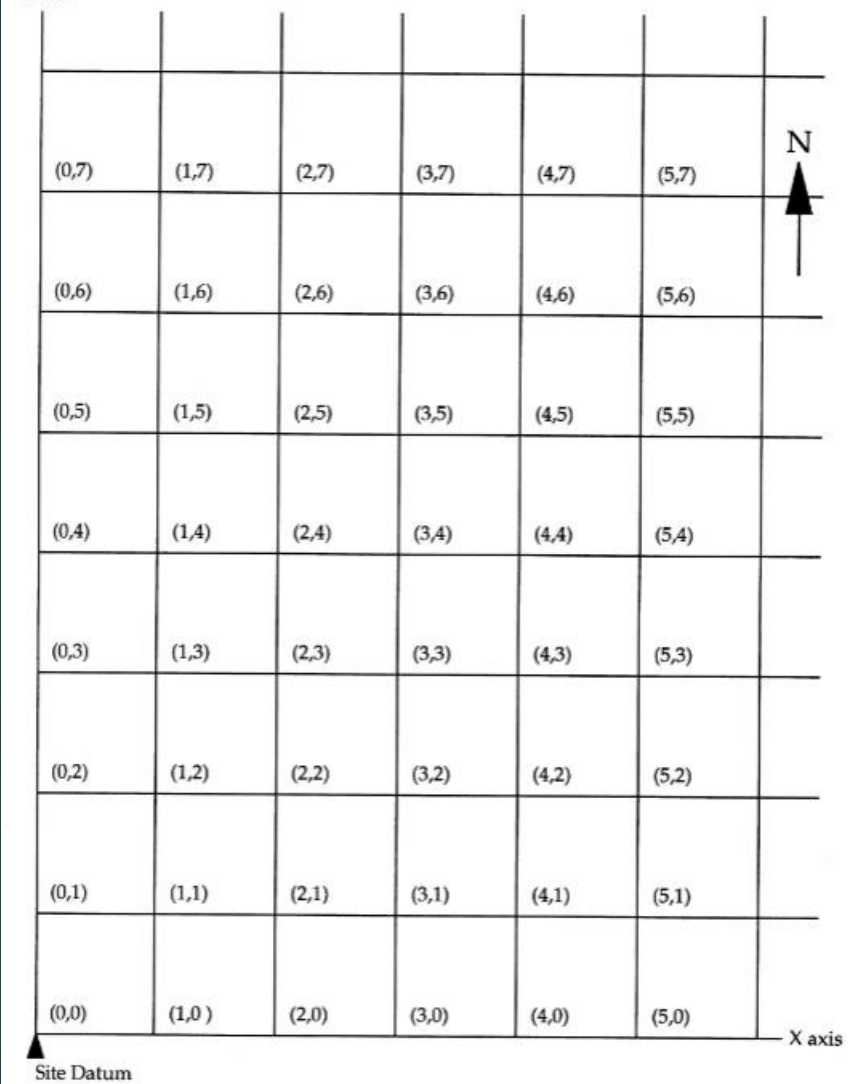 N
(0,7) (1,7) (2,7) (3,7) (4,7) (5,7)
(0,6) (1,6) (2,6) (3,6) (4,6) (5,6)
(0,5) (1,5) (2,5) (3,5) (4,5) (5,5)
(0,4) (1,4) (2,4) (3,4) (4,4) (5,4)
(0,3) (1,3) (2,3) (3,3) (4,3) (5,3)
(0,2) (1,2) (2,2) (3,2) (4,2) (5,2)
(0,1) (1,1) (2,1) (3,1) (4,1) (5,1)
(0,0) (1,0 ) (2,0) (3,0) (4,0) (5,0)
X axis
Site Datum